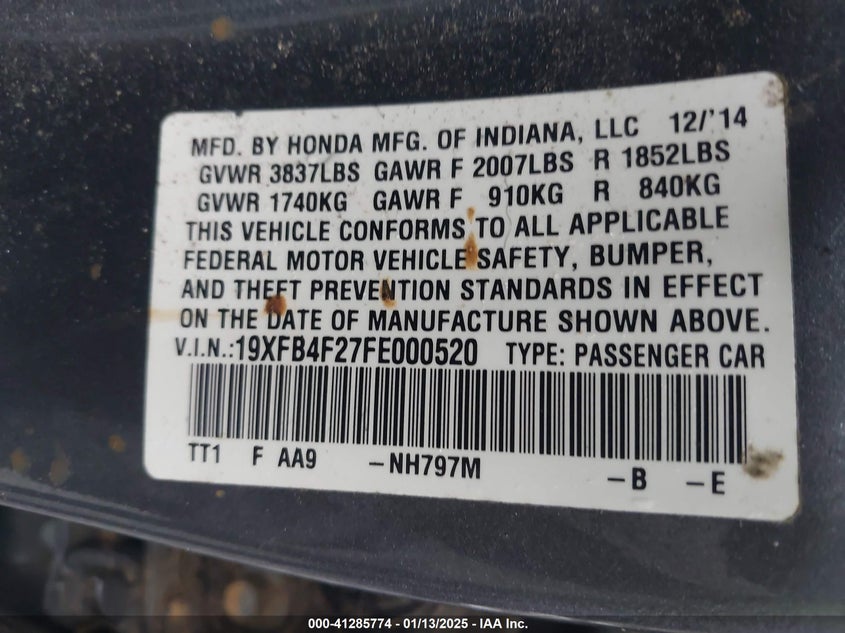 MFD. BY HONDA MFG. OF INDIANA, LLC 12/'14
GVWR 3837LBS GAWR F 2007LBS R 1852LBS
GVWR 1740KG GAWR F 910KG R 840KG
THIS VEHICLE CONFORMS TO ALL APPLICABLE
FEDERAL MOTOR VEHICLE SAFETY, BUMPER,
AND THEFT PREVENTION STANDARDS IN EFFECT
ON THE DATE OF MANUFACTURE SHOWN ABOVE.
V.I.N.:19XFB4F27FE000520 TYPE: PASSENGER CAR
TT1 F AA9 -NH797M -B -E
000-41285774 - 01/13/2025 - IAA Inc.